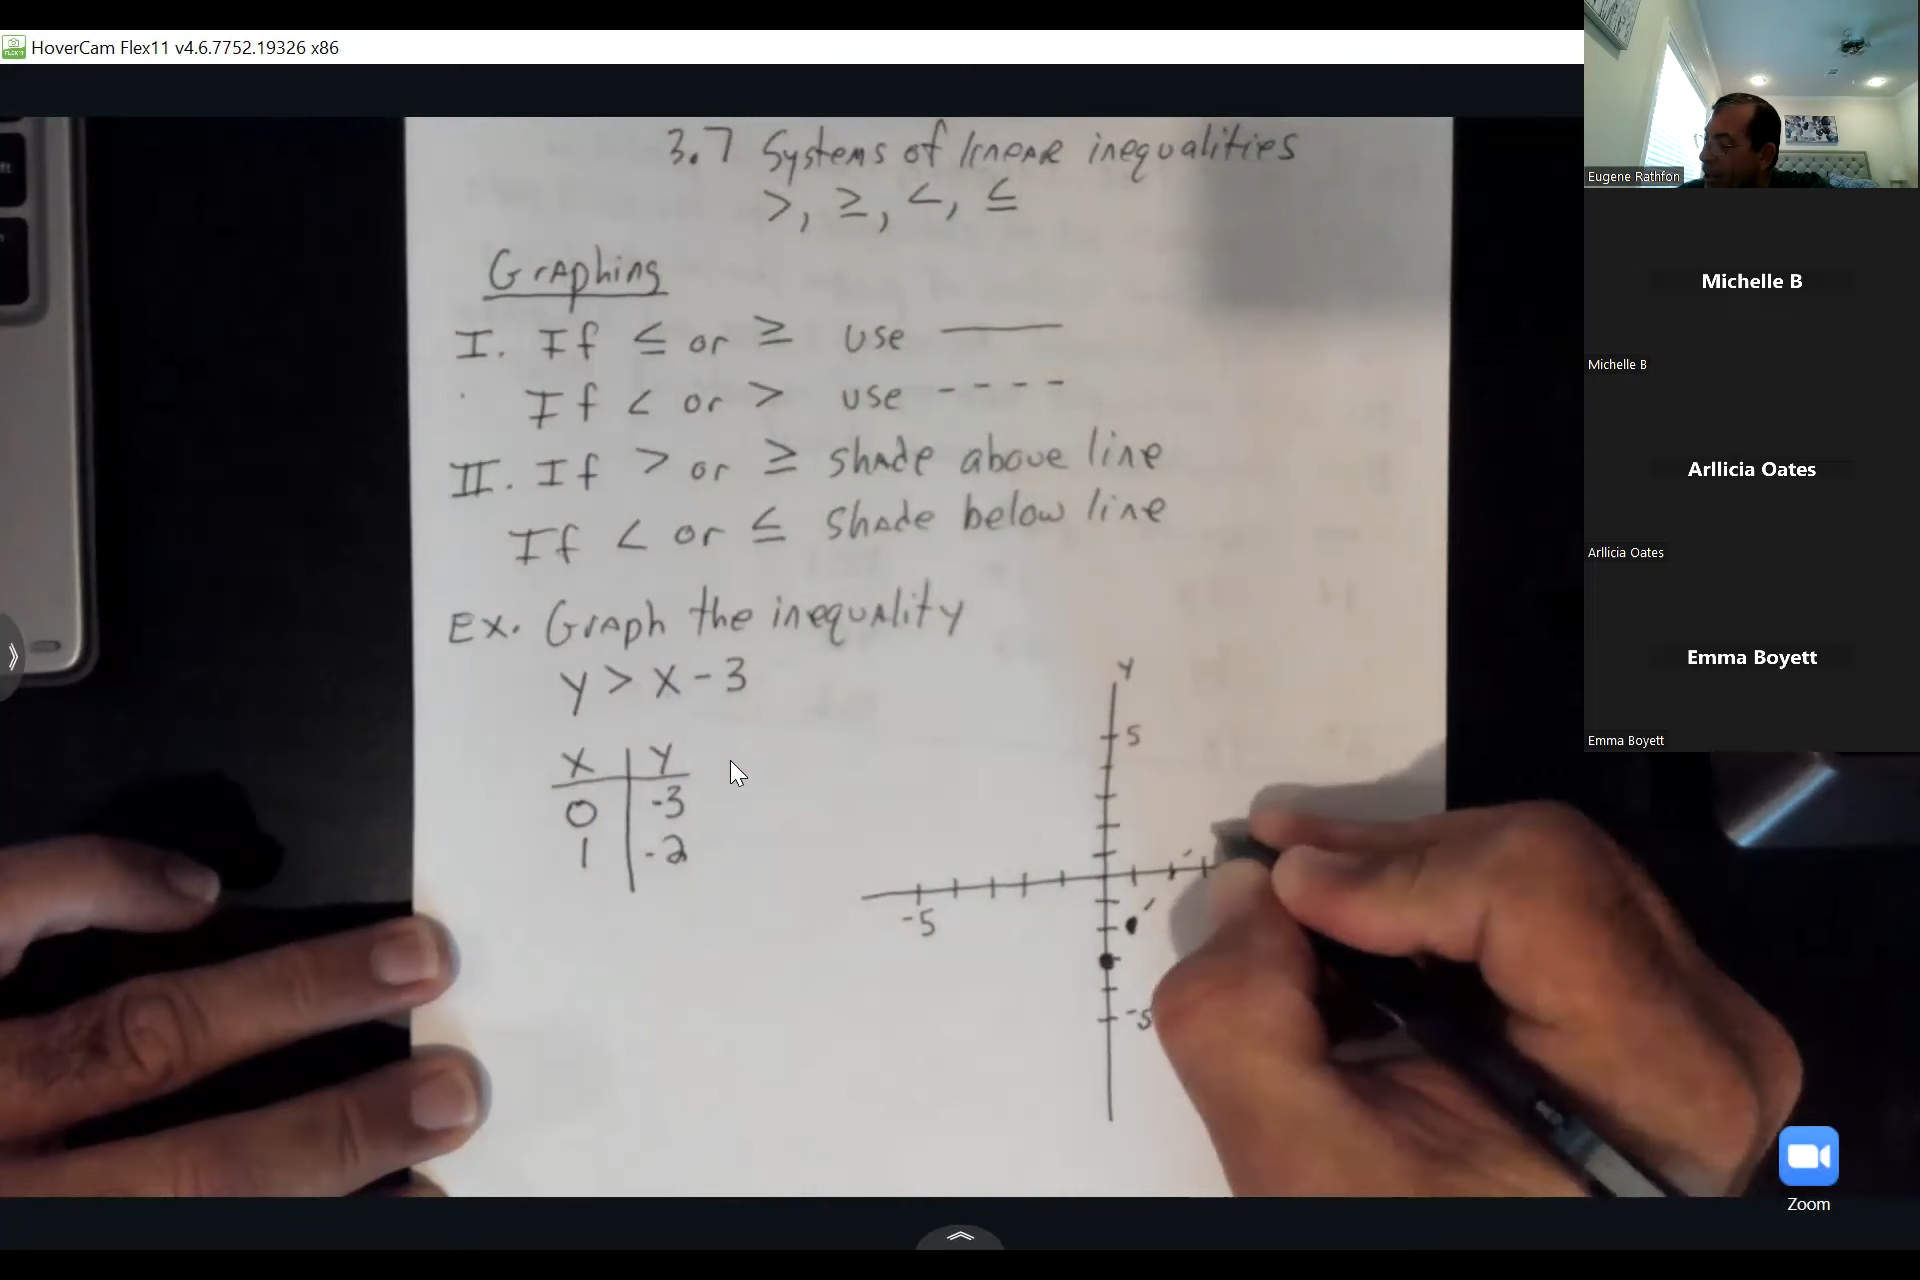 HoverCam Flex11 v4.6.7752.19326 x86
3.7 Systems of linear inequalities
>, ≥, <, ≤
Graphing
I. If ≤ or ≥ use ———
If < or > use - - - -
II. If > or ≥ shade above line
If < or ≤ shade below line
Ex. Graph the inequality
y > x - 3
x | y
0 | -3
1 | -2
y
5
-5
-5
Eugene Rathfon
Michelle B
Michelle B
Arllicia Oates
Arllicia Oates
Emma Boyett
Emma Boyett
Zoom